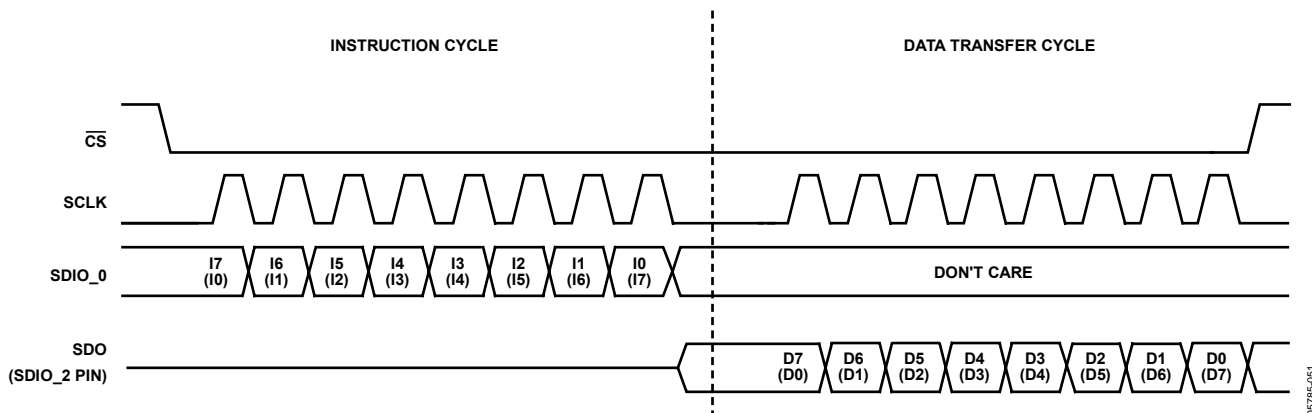 INSTRUCTION CYCLE DATA TRANSFER CYCLE
CS
SCLK
SDIO_0
I7 I6 I5 I4 I3 I2 I1 I0
(I0) (I1) (I2) (I3) (I4) (I5) (I6) (I7)
DON'T CARE
SDO
(SDIO_2 PIN)
D7 D6 D5 D4 D3 D2 D1 D0
(D0) (D1) (D2) (D3) (D4) (D5) (D6) (D7)